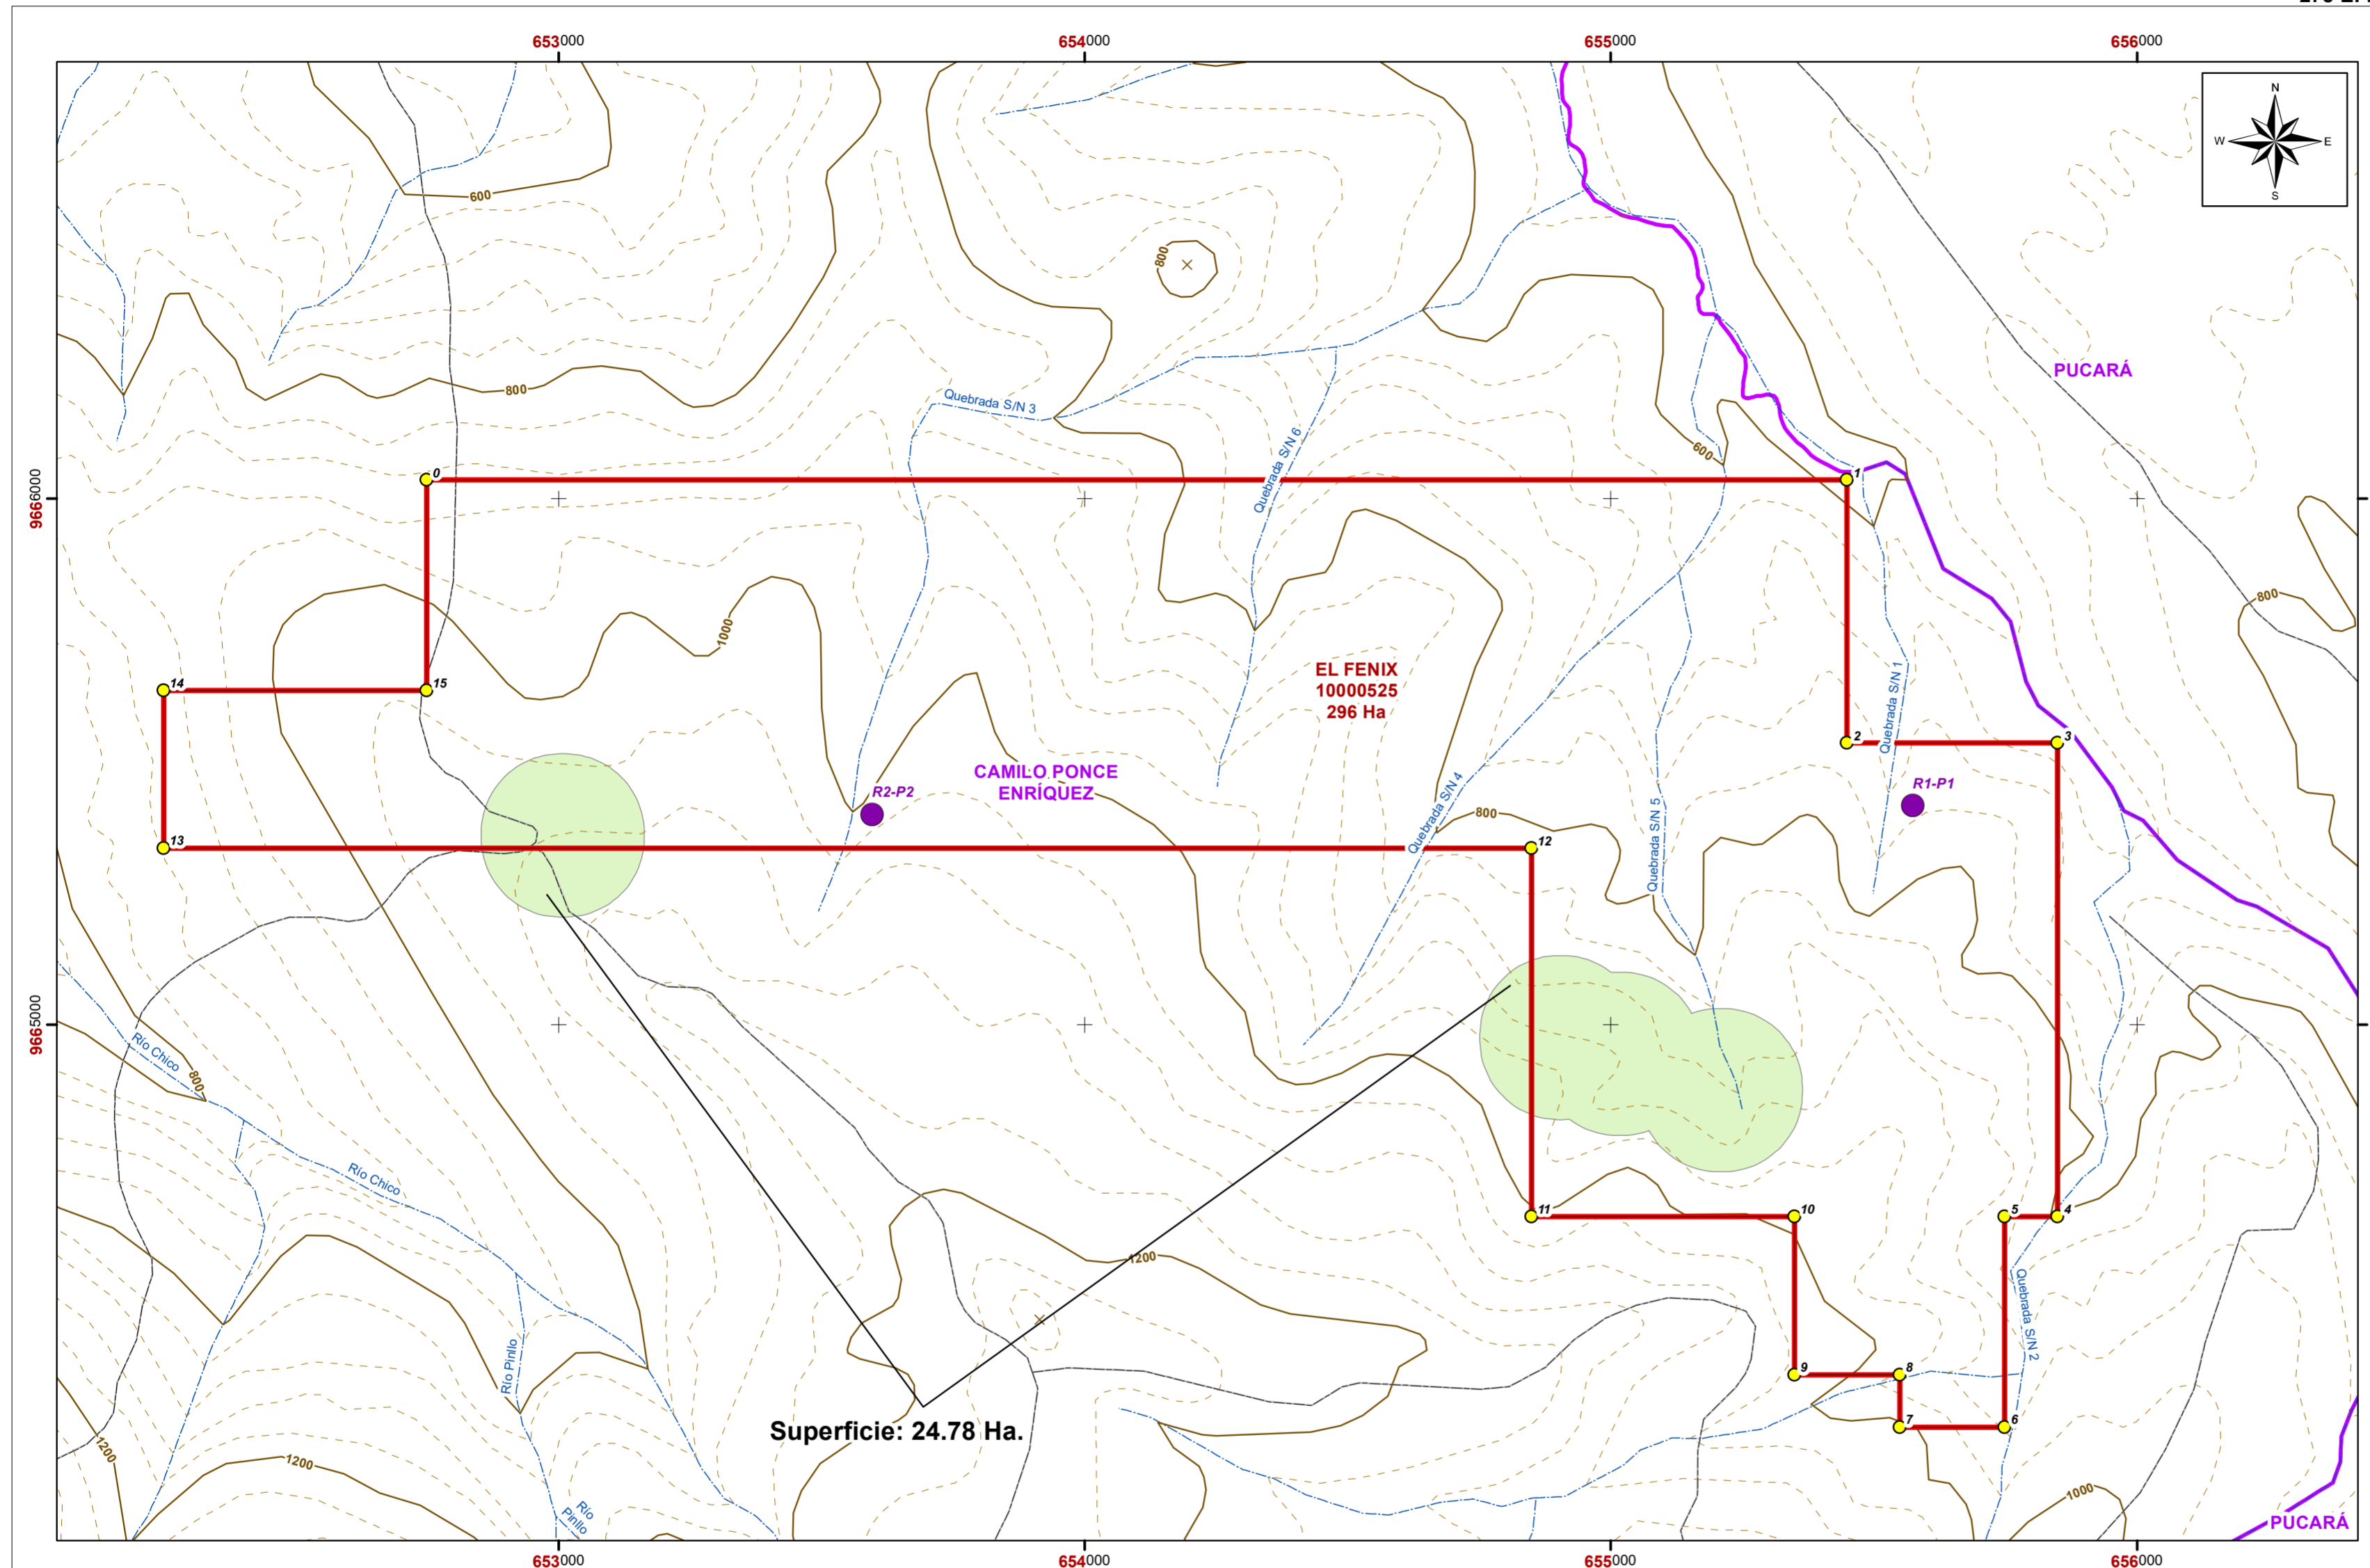 653000 654000 655000 656000
N
W E
S
600
800
PUCARÁ
800
Quebrada S/N 3
Quebrada S/N 6
600
0
1
9666000
800
1000
14
15
EL FENIX
10000525
296 Ha
Quebrada S/N 1
2
3
CAMILO PONCE
ENRÍQUEZ
R2-P2
R1-P1
Quebrada S/N 4
Quebrada S/N 5
800
13
12
9665000
Río Chico
800
Río Chico
11
10
5
4
1200
Quebrada S/N 2
Río Pinllo
9
8
7
6
Superficie: 24.78 Ha.
1200
1200
1000
Río
Pinllo
PUCARÁ
653000 654000 655000 656000